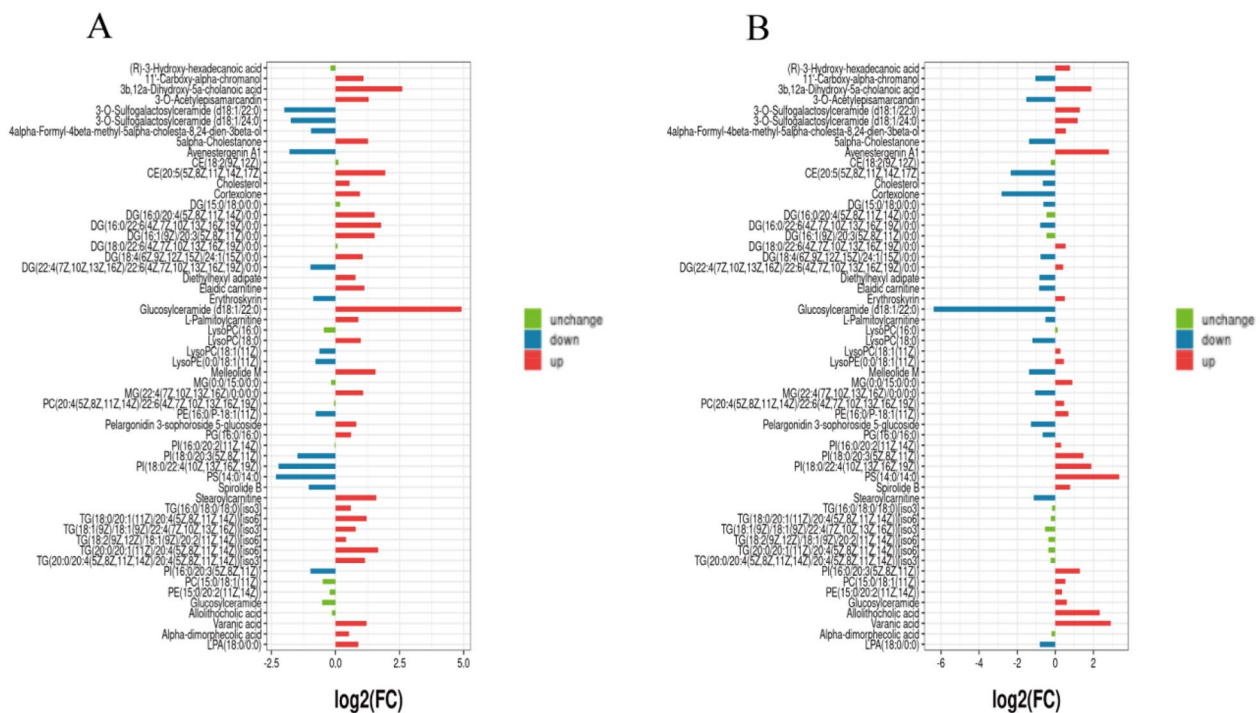 A
(R)-3-Hydroxy-hexadecanoic acid
11'-Carboxy-alpha-chromanol
3b,12a-Dihydroxy-5a-cholanoic acid
3-O-Acetylepisamarcandin
3-O-Sulfogalactosylceramide (d18:1/22:0)
3-O-Sulfogalactosylceramide (d18:1/24:0)
4alpha-Formyl-4beta-methyl-5alpha-cholesta-8,24-dien-3beta-ol
5alpha-Cholestanone
Avenestergenin A1
CE(18:2(9Z,12Z))
CE(20:5(5Z,8Z,11Z,14Z,17Z)
Cholesterol
Cortexolone
DG(15:0/18:0/0:0)
DG(16:0/20:4(5Z,8Z,11Z,14Z)/0:0)
DG(16:0/22:6(4Z,7Z,10Z,13Z,16Z,19Z)/0:0)
DG(16:1(9Z)/20:3(5Z,8Z,11Z)/0:0)
DG(18:0/22:6(4Z,7Z,10Z,13Z,16Z,19Z)/0:0)
DG(18:4(6Z,9Z,12Z,15Z)/24:1(15Z)/0:0)
DG(22:4(7Z,10Z,13Z,16Z)/22:6(4Z,7Z,10Z,13Z,16Z,19Z)/0:0)
Diethylhexyl adipate
Elaidic carnitine
Erythroskyrin
Glucosylceramide (d18:1/22:0)
L-Palmitoylcarnitine
LysoPC(16:0)
LysoPC(18:0)
LysoPC(18:1(11Z))
LysoPE(0:0/18:1(11Z))
Melleolide M
MG(0:0/15:0/0:0)
MG(22:4(7Z,10Z,13Z,16Z)/0:0/0:0)
PC(20:4(5Z,8Z,11Z,14Z)/22:6(4Z,7Z,10Z,13Z,16Z,19Z))
PE(16:0/P-18:1(11Z))
Pelargonidin 3-sophoroside 5-glucoside
PG(16:0/16:0)
PI(16:0/20:2(11Z,14Z))
PI(18:0/20:3(5Z,8Z,11Z))
PI(18:0/22:4(10Z,13Z,16Z,19Z))
PS(14:0/14:0)
Spirolide B
Stearoylcarnitine
TG(16:0/18:0/18:0)[iso3]
TG(18:0/20:1(11Z)/20:4(5Z,8Z,11Z,14Z))[iso6]
TG(18:1(9Z)/18:1(9Z)/22:4(7Z,10Z,13Z,16Z))[iso3]
TG(18:2(9Z,12Z)/18:1(9Z)/20:2(11Z,14Z))[iso6]
TG(20:0/20:1(11Z)/20:4(5Z,8Z,11Z,14Z))[iso6]
TG(20:0/20:4(5Z,8Z,11Z,14Z)/20:4(5Z,8Z,11Z,14Z))[iso3]
PI(16:0/20:3(5Z,8Z,11Z)
PC(15:0/18:1(11Z)
PE(15:0/20:2(11Z,14Z)
Glucosylceramide
Allolithocholic acid
Varanic acid
Alpha-dimorphecolic acid
LPA(18:0/0:0)
-2.5
0.0
2.5
5.0
log2(FC)
unchange
down
up
B
(R)-3-Hydroxy-hexadecanoic acid
11'-Carboxy-alpha-chromanol
3b,12a-Dihydroxy-5a-cholanoic acid
3-O-Acetylepisamarcandin
3-O-Sulfogalactosylceramide (d18:1/22:0)
3-O-Sulfogalactosylceramide (d18:1/24:0)
4alpha-Formyl-4beta-methyl-5alpha-cholesta-8,24-dien-3beta-ol
5alpha-Cholestanone
Avenestergenin A1
CE(18:2(9Z,12Z))
CE(20:5(5Z,8Z,11Z,14Z,17Z)
Cholesterol
Cortexolone
DG(15:0/18:0/0:0)
DG(16:0/20:4(5Z,8Z,11Z,14Z)/0:0)
DG(16:0/22:6(4Z,7Z,10Z,13Z,16Z,19Z)/0:0)
DG(16:1(9Z)/20:3(5Z,8Z,11Z)/0:0)
DG(18:0/22:6(4Z,7Z,10Z,13Z,16Z,19Z)/0:0)
DG(18:4(6Z,9Z,12Z,15Z)/24:1(15Z)/0:0)
DG(22:4(7Z,10Z,13Z,16Z)/22:6(4Z,7Z,10Z,13Z,16Z,19Z)/0:0)
Diethylhexyl adipate
Elaidic carnitine
Erythroskyrin
Glucosylceramide (d18:1/22:0)
L-Palmitoylcarnitine
LysoPC(16:0)
LysoPC(18:0)
LysoPC(18:1(11Z))
LysoPE(0:0/18:1(11Z))
Melleolide M
MG(0:0/15:0/0:0)
MG(22:4(7Z,10Z,13Z,16Z)/0:0/0:0)
PC(20:4(5Z,8Z,11Z,14Z)/22:6(4Z,7Z,10Z,13Z,16Z,19Z))
PE(16:0/P-18:1(11Z))
Pelargonidin 3-sophoroside 5-glucoside
PG(16:0/16:0)
PI(16:0/20:2(11Z,14Z))
PI(18:0/20:3(5Z,8Z,11Z))
PI(18:0/22:4(10Z,13Z,16Z,19Z))
PS(14:0/14:0)
Spirolide B
Stearoylcarnitine
TG(16:0/18:0/18:0)[iso3]
TG(18:0/20:1(11Z)/20:4(5Z,8Z,11Z,14Z))[iso6]
TG(18:1(9Z)/18:1(9Z)/22:4(7Z,10Z,13Z,16Z))[iso3]
TG(18:2(9Z,12Z)/18:1(9Z)/20:2(11Z,14Z))[iso6]
TG(20:0/20:1(11Z)/20:4(5Z,8Z,11Z,14Z))[iso6]
TG(20:0/20:4(5Z,8Z,11Z,14Z)/20:4(5Z,8Z,11Z,14Z))[iso3]
PI(16:0/20:3(5Z,8Z,11Z)
PC(15:0/18:1(11Z)
PE(15:0/20:2(11Z,14Z)
Glucosylceramide
Allolithocholic acid
Varanic acid
Alpha-dimorphecolic acid
LPA(18:0/0:0)
-6
-4
-2
0
2
log2(FC)
unchange
down
up